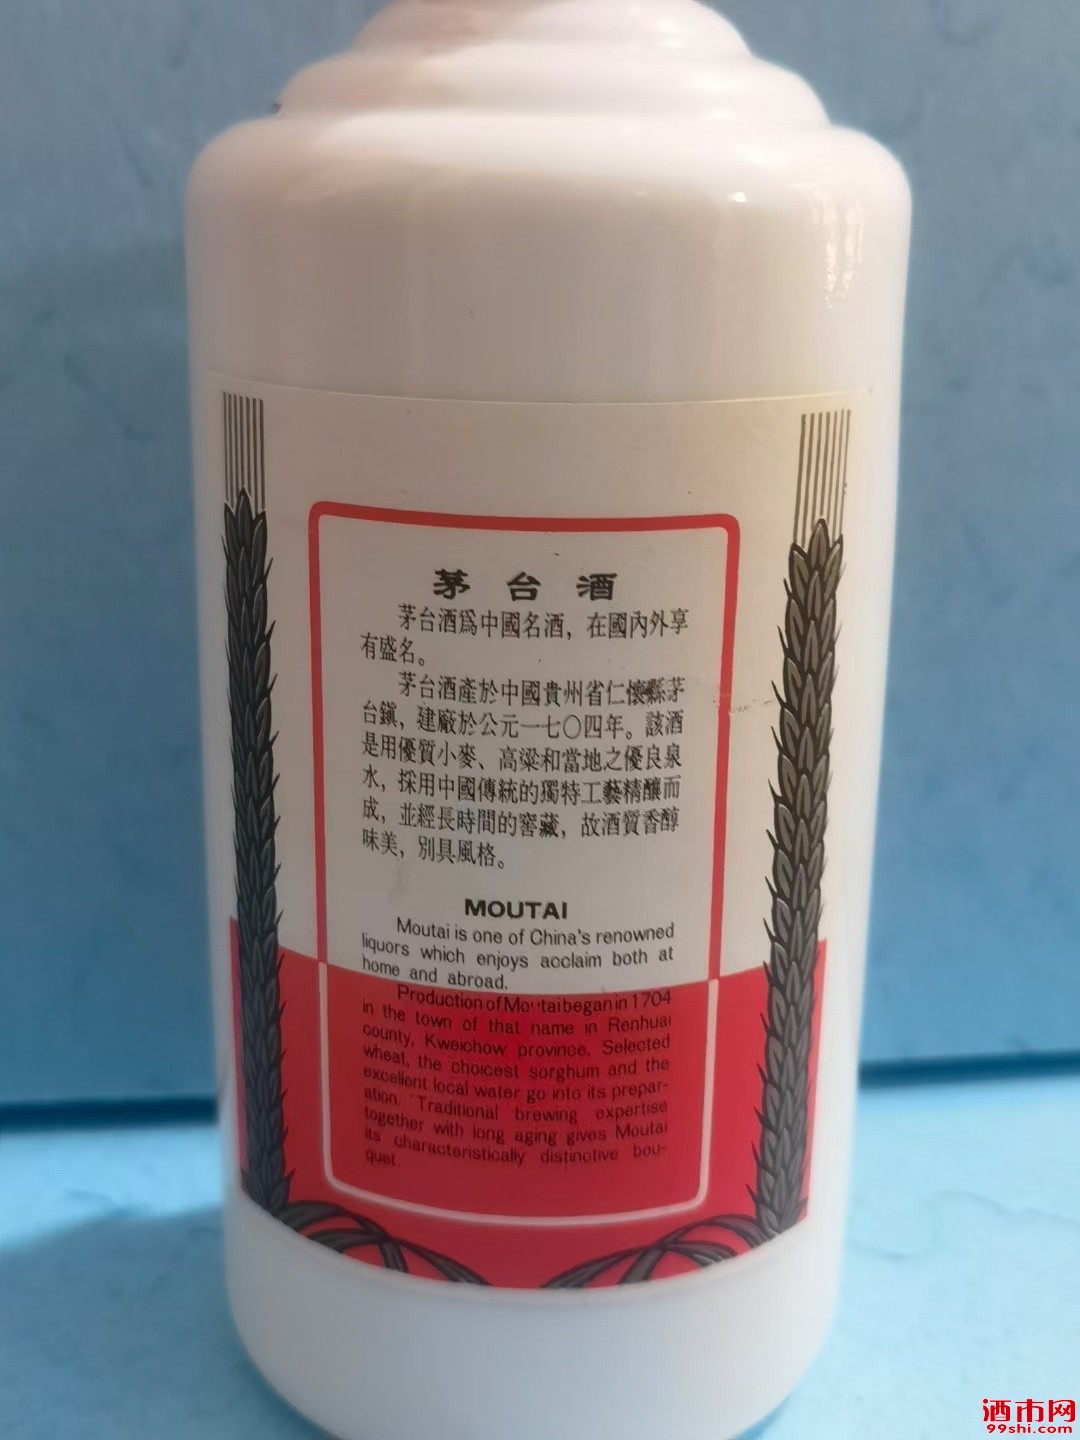 茅台酒
茅台酒爲中國名酒，在國內外享
有盛名。
茅台酒產於中國貴州省仁懷縣茅
台鎮，建廠於公元一七〇四年。該酒
是用優質小麥、高粱和當地之優良泉
水，採用中國傳統的獨特工藝精釀而
成，並經長時間的窖藏，故酒質香醇
味美，別具風格。
MOUTAI
Moutai is one of China's renowned
liquors which enjoys acclaim both at
home and abroad.
Production of Moutai began in 1704
in the town of that name in Renhuai
county, Kweichow province. Selected
wheat, the choicest sorghum and the
excellent local water go into its prepar-
ation. Traditional brewing expertise
together with long aging gives Moutai
its characteristically distinctive bou-
quet.
酒市网
99shi.com